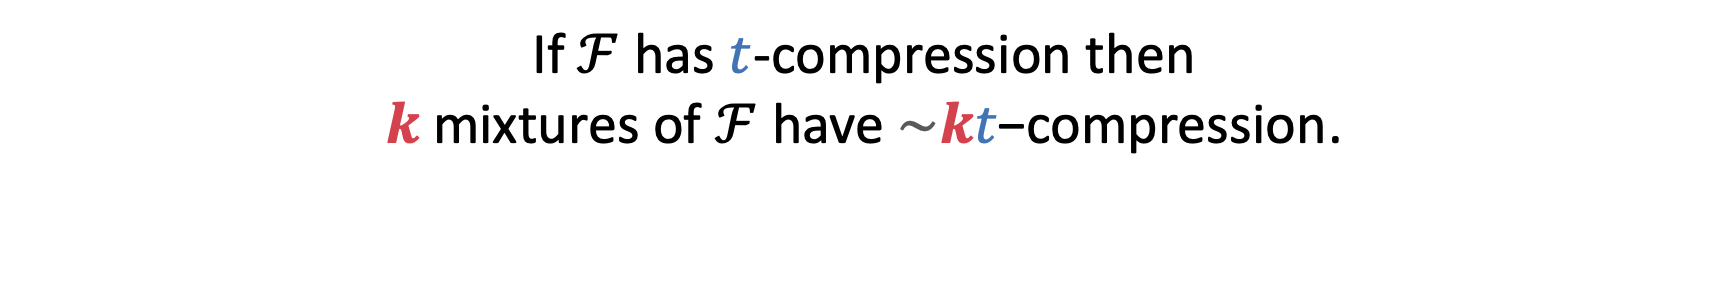 If ℱ has t-compression then
k mixtures of ℱ have ~kt−compression.